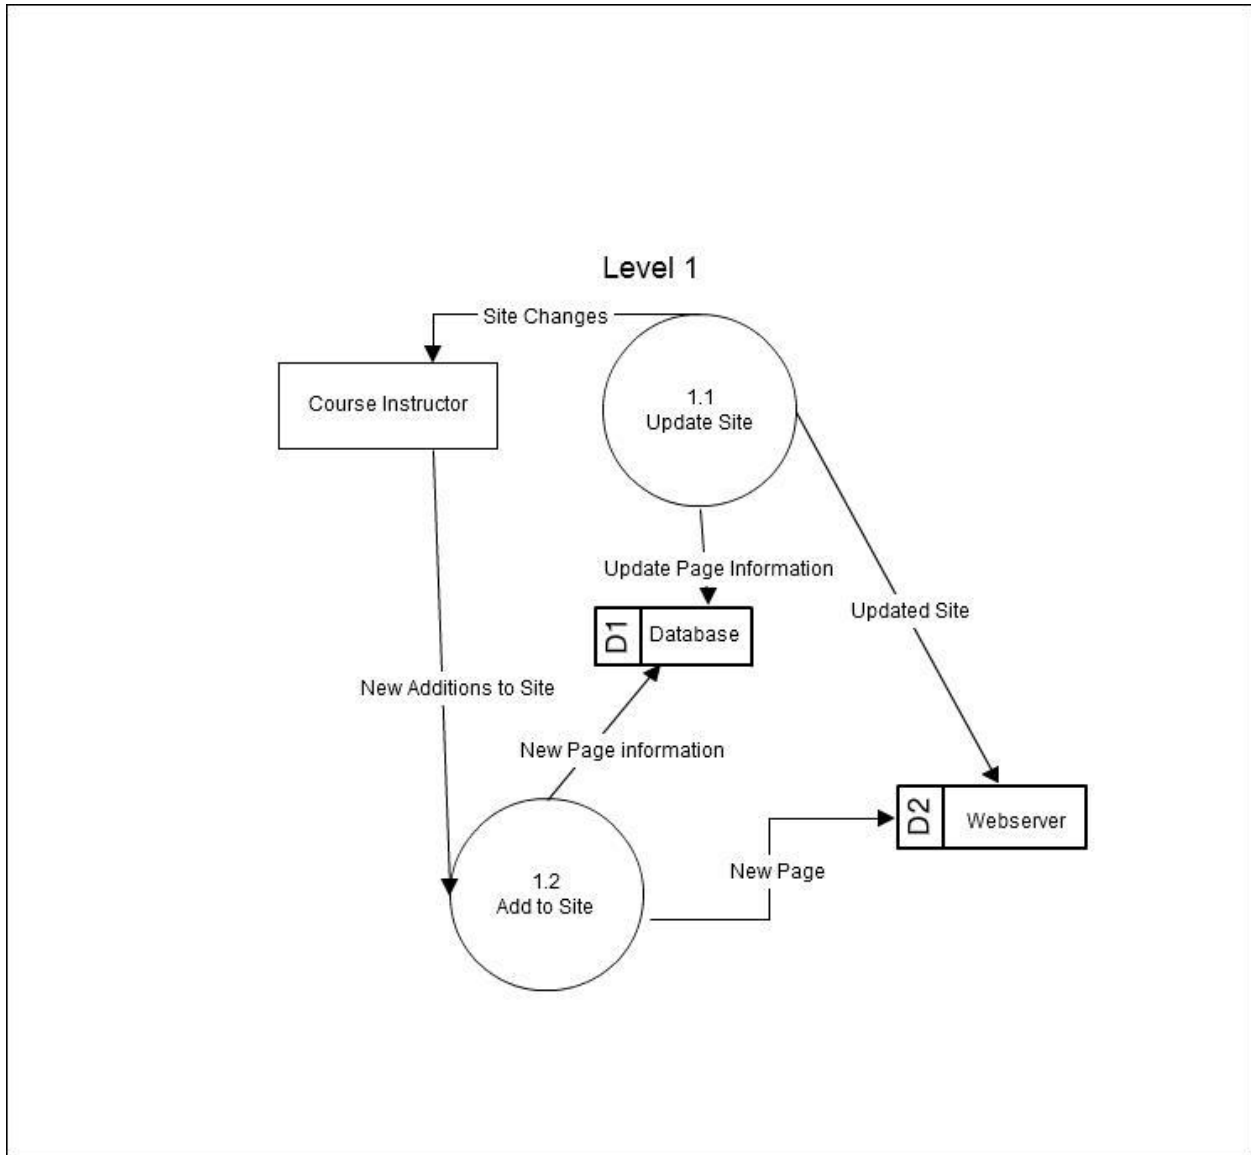 Level 1
Site Changes
Course Instructor
1.1
Update Site
Update Page Information
D1
Database
Updated Site
New Additions to Site
New Page information
D2
Webserver
New Page
1.2
Add to Site